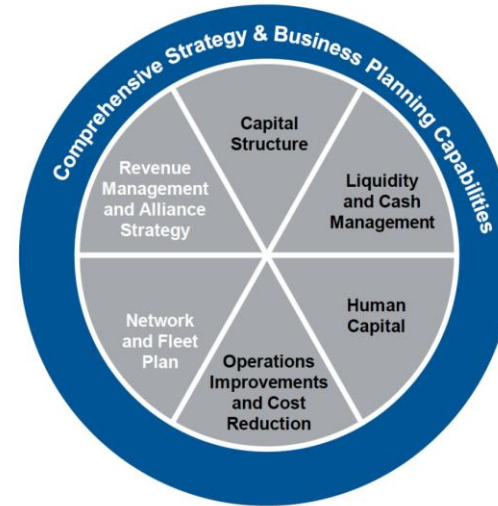 Comprehensive Strategy & Business Planning Capabilities
Capital
Structure
Liquidity
and Cash
Management
Human
Capital
Operations
Improvements
and Cost
Reduction
Network
and Fleet
Plan
Revenue
Management
and Alliance
Strategy